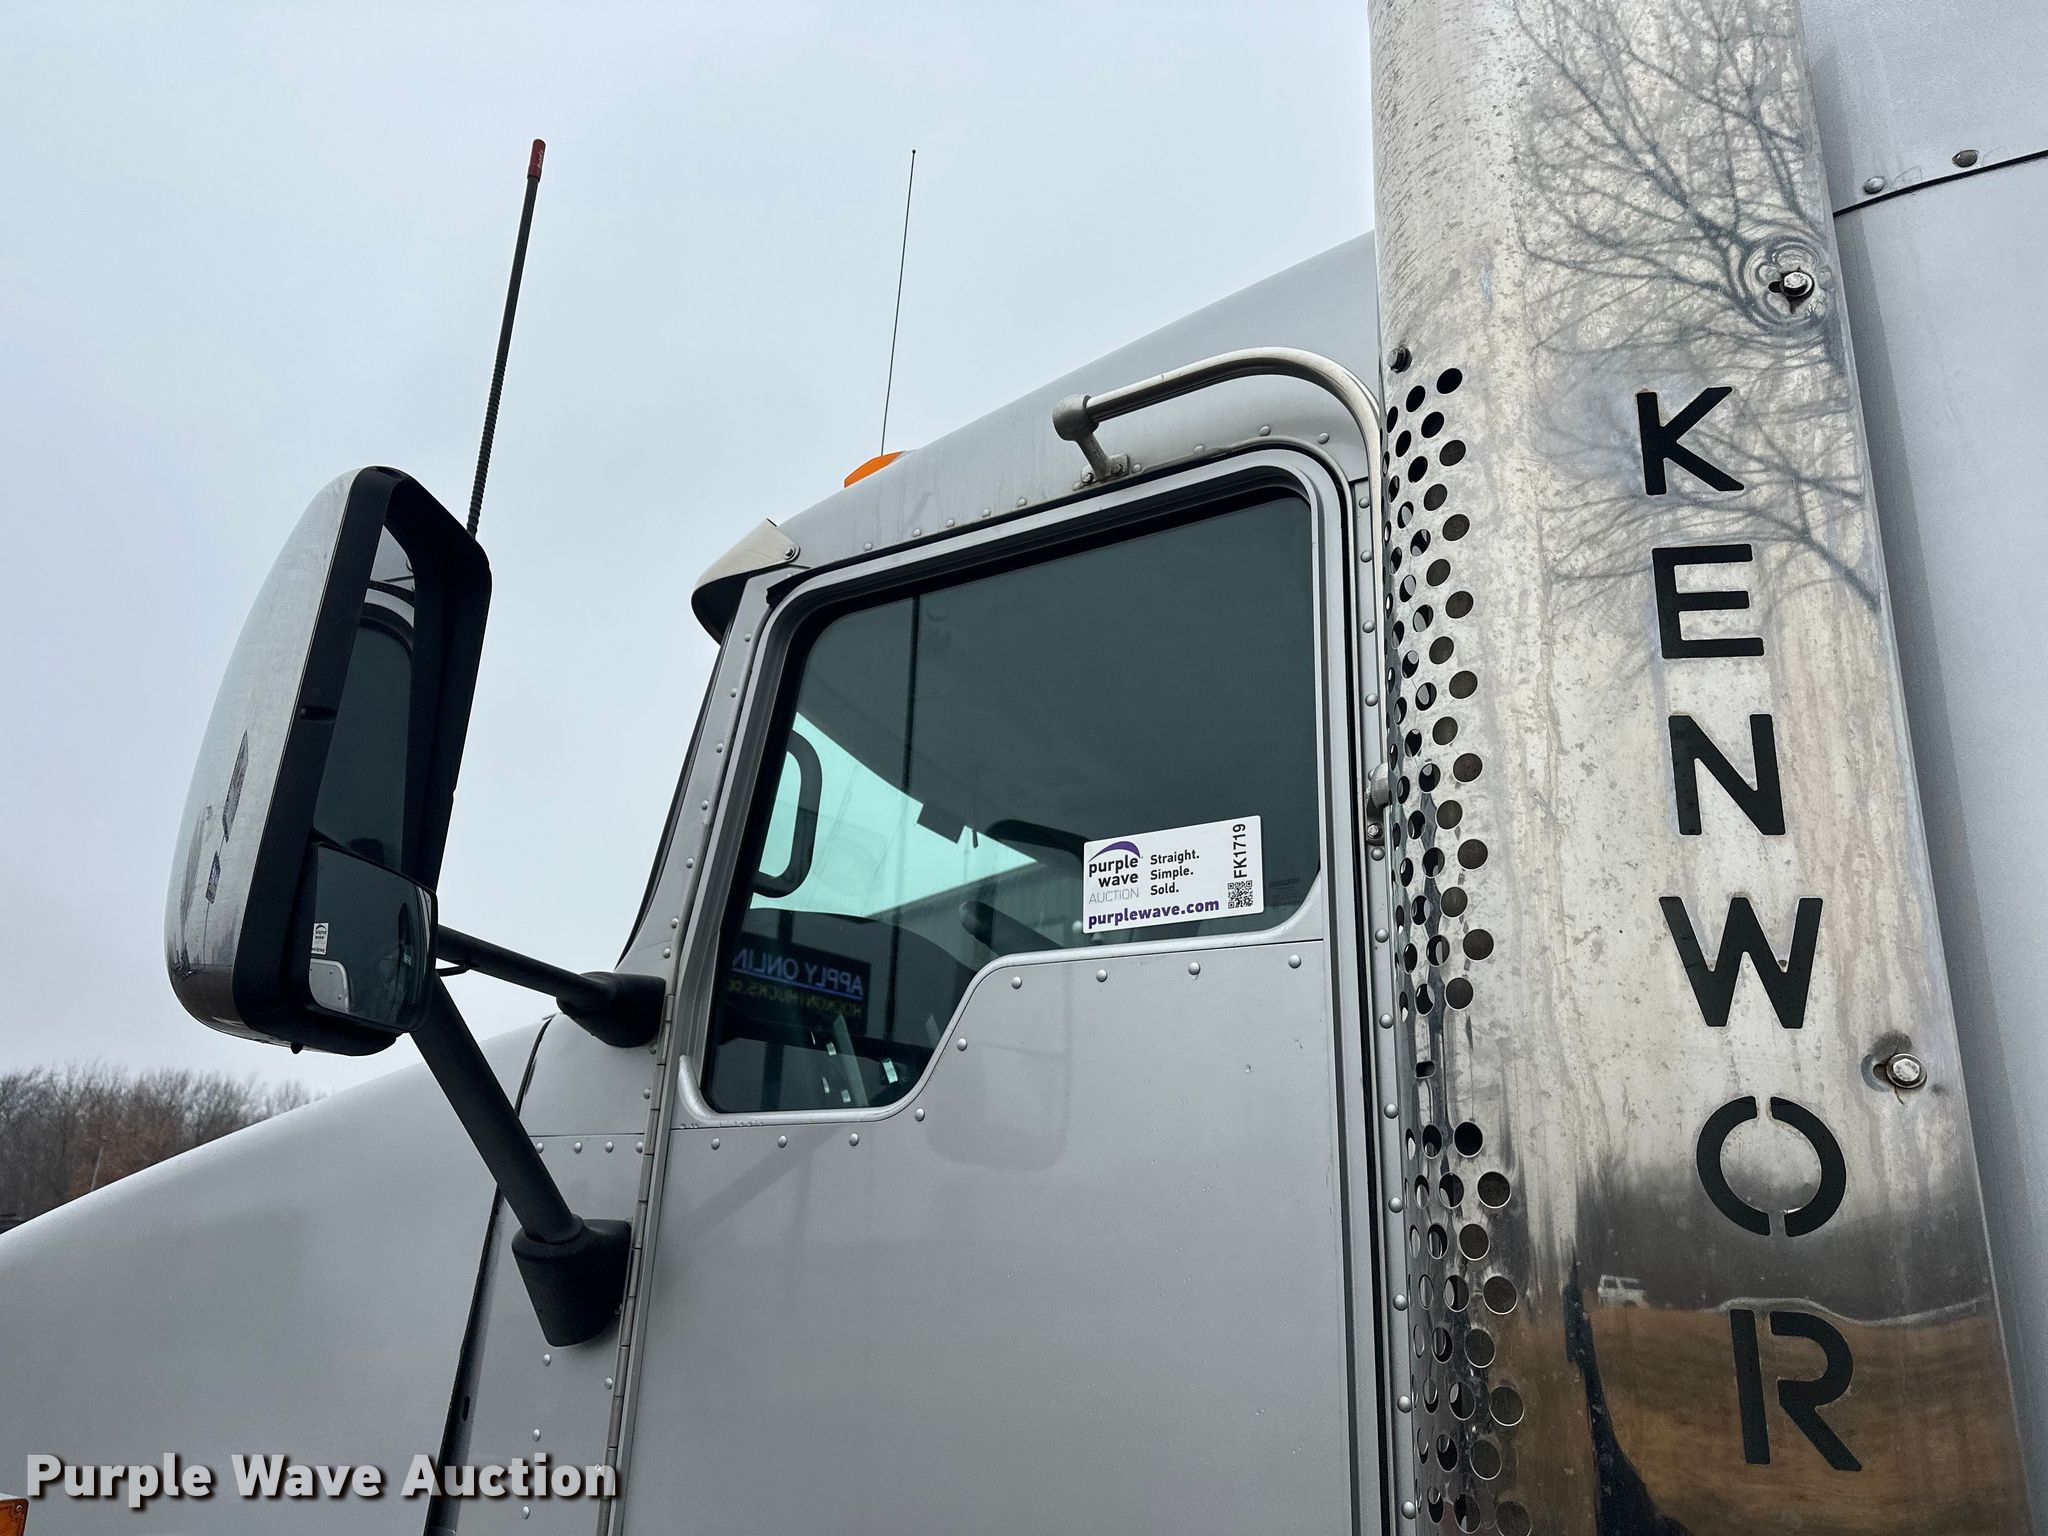 KENWOR
purple
wave
AUCTION
Straight.
Simple.
Sold.
purplewave.com
FK1719
APPLY ONLIN
Purple Wave Auction